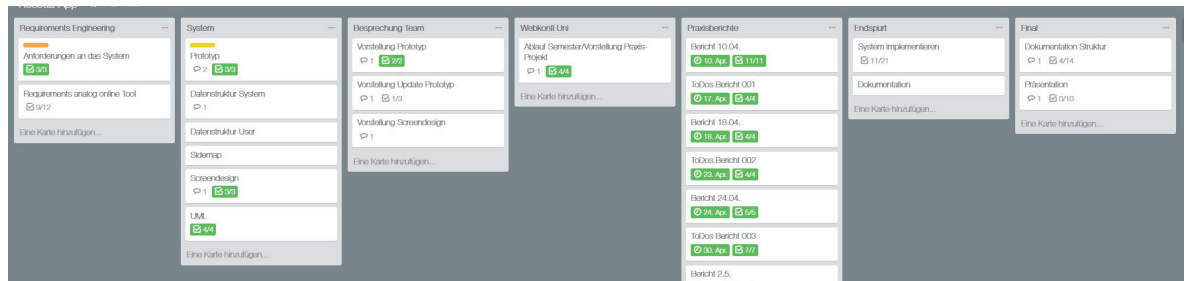 Requirements Engineering
Anforderungen an das System
3/3
Requirements analog online Tool
9/12
Eine Karte hinzufügen...
System
Prototyp
2 3/3
Datenstruktur System
1
Datenstruktur User
Sidemap
Screendesign
1 3/3
UML
4/4
Eine Karte hinzufügen...
Besprechung Team
Vorstellung Prototyp
1 2/2
Vorstellung Update Prototyp
1 1/3
Vorstellung Screendesign
1
Eine Karte hinzufügen...
Webkonfi Uni
Ablauf Semester/Vorstellung Praxis-
Projekt
1 4/4
Eine Karte hinzufügen...
Praxisberichte
Bericht 10.04.
10. Apr. 11/11
ToDos Bericht 001
17. Apr. 4/4
Bericht 18.04.
18. Apr. 4/4
ToDos Bericht 002
23. Apr. 4/4
Bericht 24.04.
24. Apr. 5/5
ToDos Bericht 003
30. Apr. 7/7
Bericht 2.5.
Endspurt
System implementieren
11/21
Dokumentation
Eine Karte hinzufügen...
Final
Dokumentation Struktur
1 4/14
Präsentation
1 0/10
Eine Karte hinzufügen...